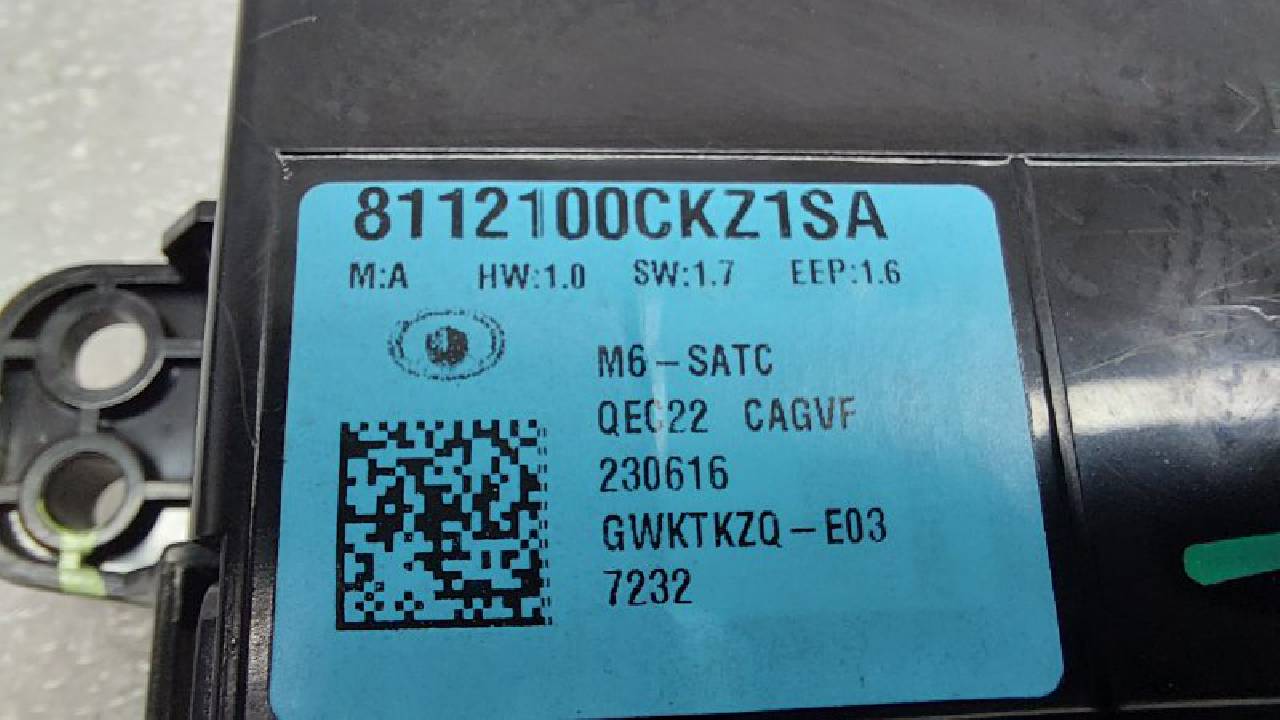 8112100CKZ1SA
M:A HW:1.0 SW:1.7 EEP:1.6
M6-SATC
QEC22 CAGVF
230616
GWKTKZQ-E03
7232